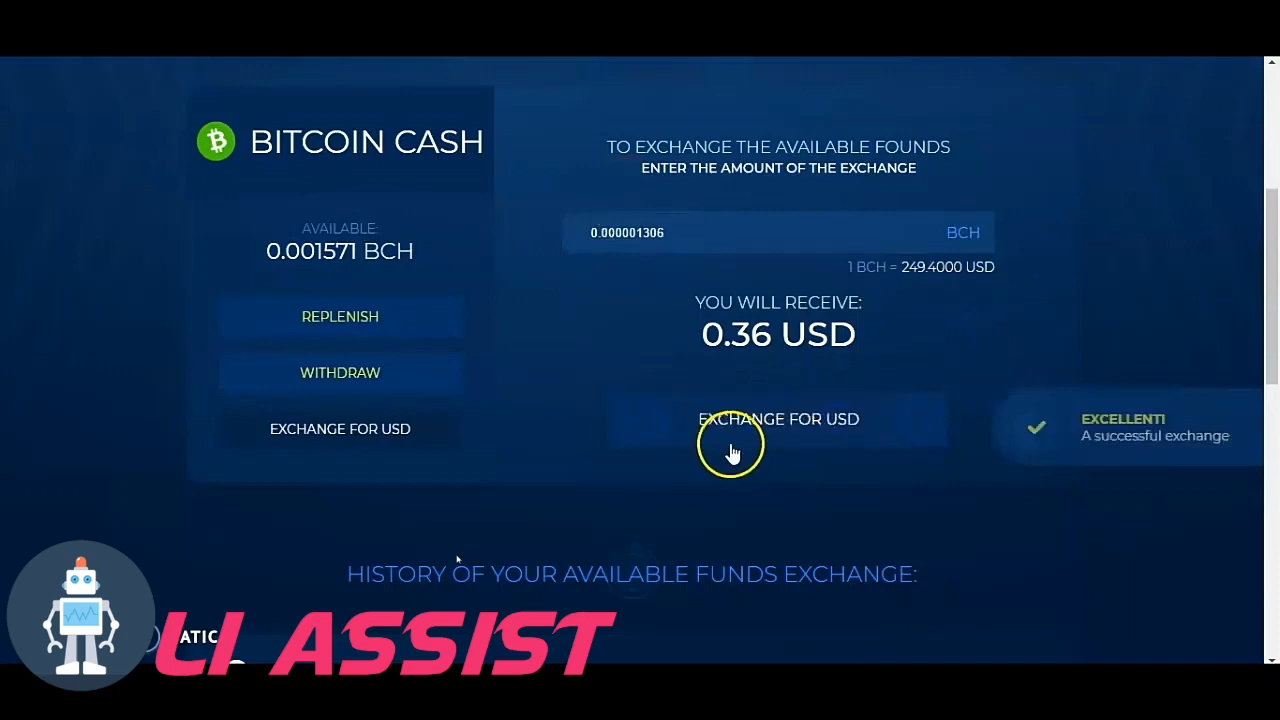 BITCOIN CASH
AVAILABLE:
0.001571 BCH
REPLENISH
WITHDRAW
EXCHANGE FOR USD
TO EXCHANGE THE AVAILABLE FOUNDS
ENTER THE AMOUNT OF THE EXCHANGE
0.000001306 BCH
1 BCH = 249.4000 USD
YOU WILL RECEIVE:
0.36 USD
EXCHANGE FOR USD
EXCELLENT!
A successful exchange
HISTORY OF YOUR AVAILABLE FUNDS EXCHANGE:
ATIC
LI ASSIST